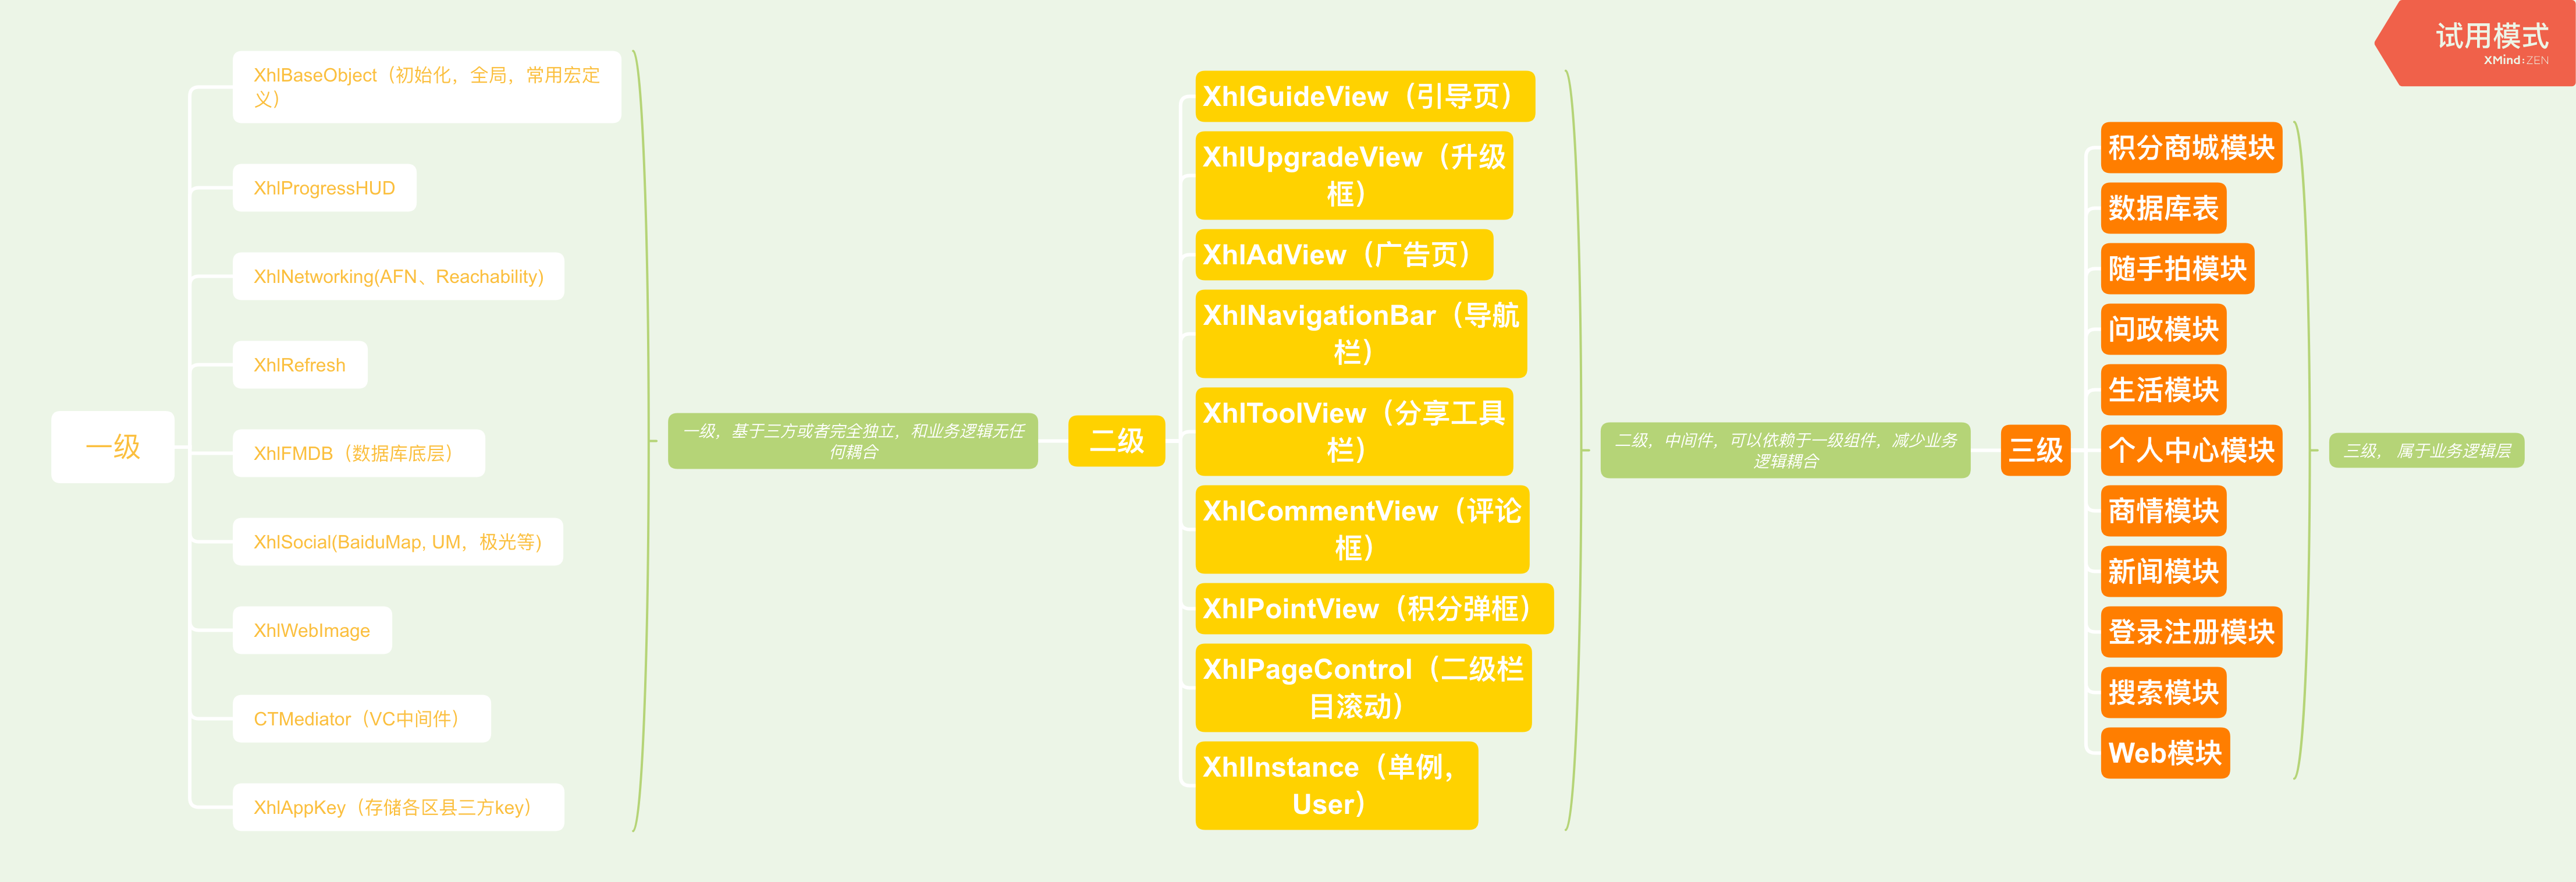 试用模式
XMind:ZEN
一级
XhlBaseObject（初始化，全局，常用宏定
义）
XhlProgressHUD
XhlNetworking(AFN、Reachability)
XhlRefresh
XhlFMDB（数据库底层）
XhlSocial(BaiduMap, UM，极光等)
XhlWebImage
CTMediator（VC中间件）
XhlAppKey（存储各区县三方key）
一级，基于三方或者完全独立，和业务逻辑无任
何耦合
二级
XhlGuideView（引导页）
XhlUpgradeView（升级
框）
XhlAdView（广告页）
XhlNavigationBar（导航
栏）
XhlToolView（分享工具
栏）
XhlCommentView（评论
框）
XhlPointView（积分弹框）
XhlPageControl（二级栏
目滚动）
XhlInstance（单例，
User）
二级，中间件，可以依赖于一级组件，减少业务
逻辑耦合
三级
积分商城模块
数据库表
随手拍模块
问政模块
生活模块
个人中心模块
商情模块
新闻模块
登录注册模块
搜索模块
Web模块
三级， 属于业务逻辑层